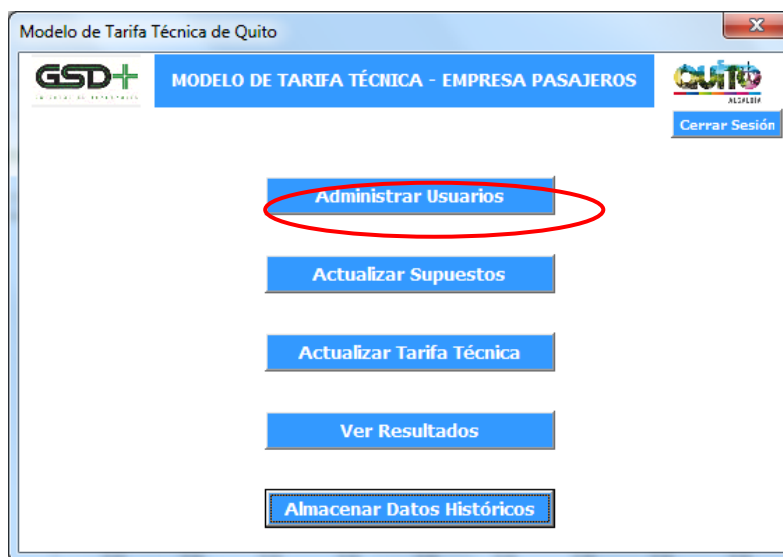 Modelo de Tarifa Técnica de Quito
GSD+
MODELO DE TARIFA TÉCNICA - EMPRESA PASAJEROS
QUITO
ALCALDÍA
Cerrar Sesión
Administrar Usuarios
Actualizar Supuestos
Actualizar Tarifa Técnica
Ver Resultados
Almacenar Datos Históricos